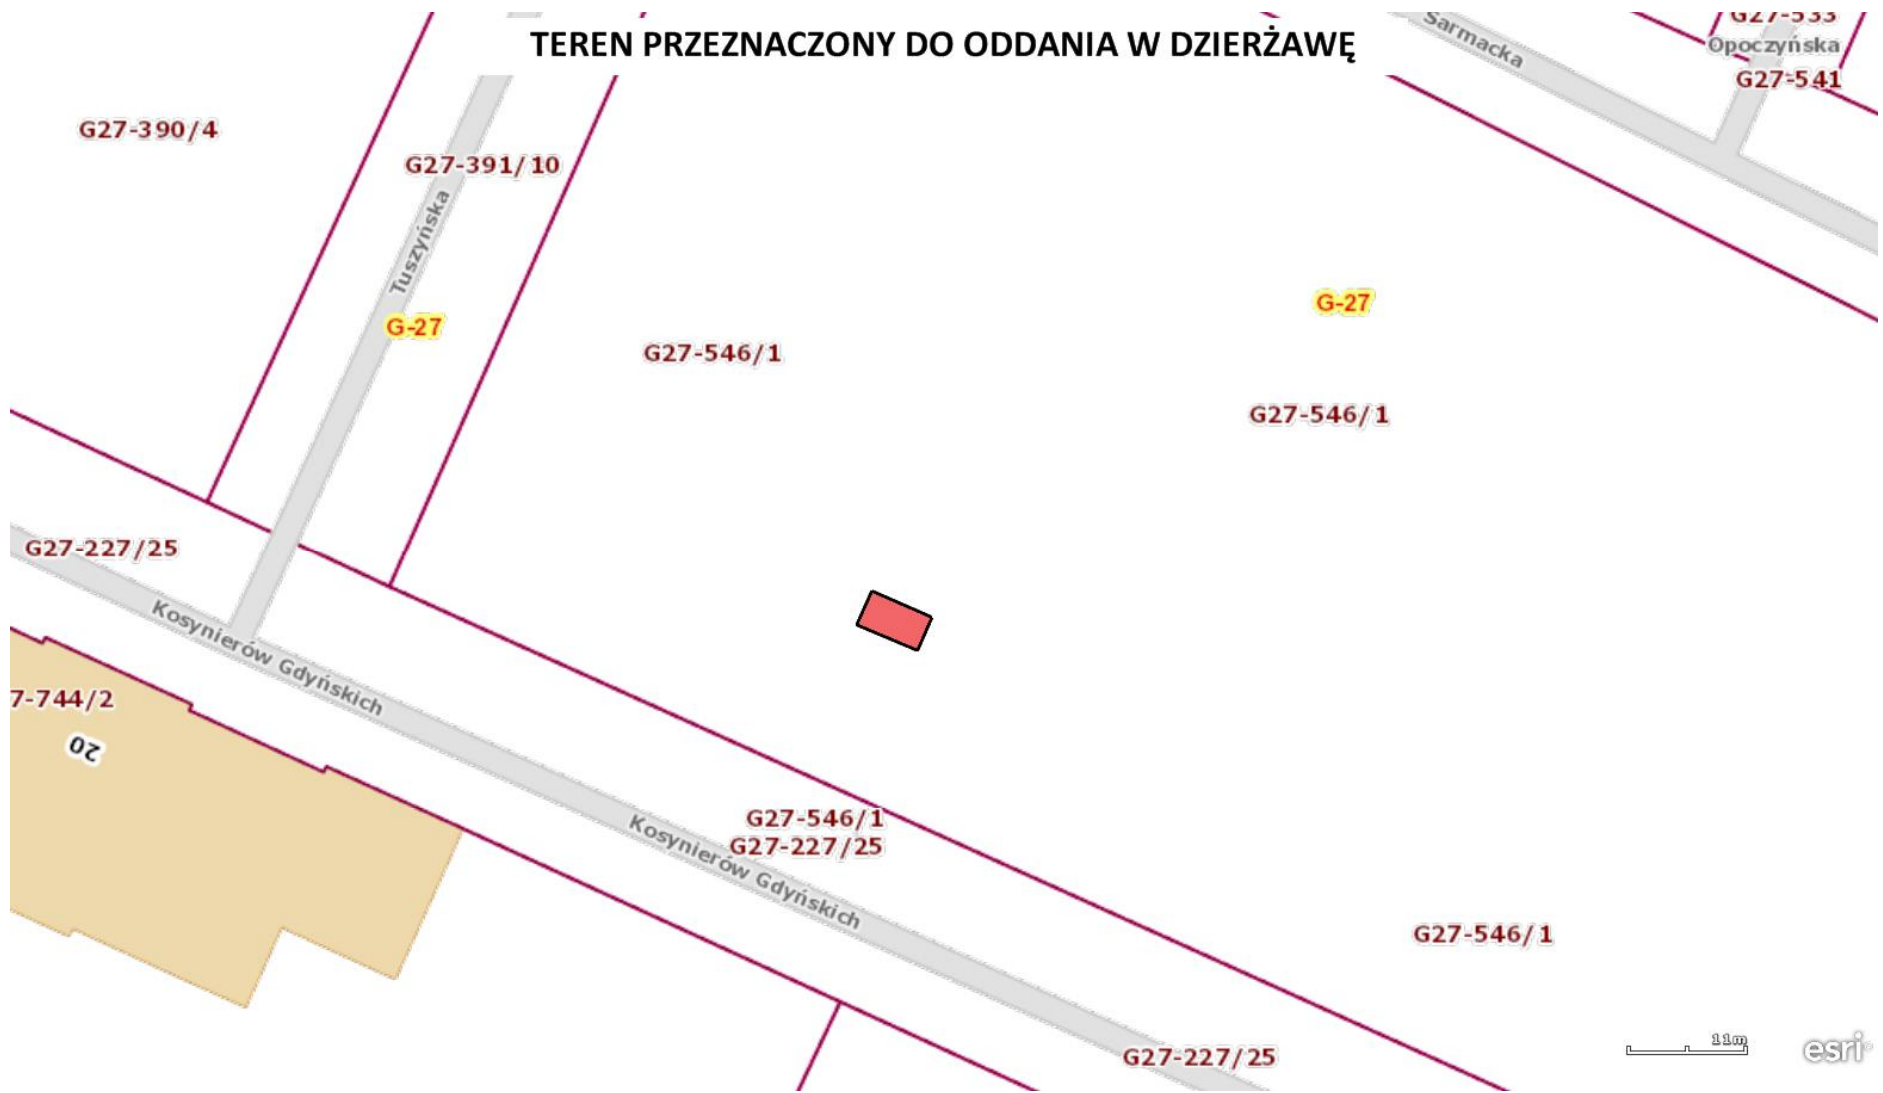 TEREN PRZEZNACZONY DO ODDANIA W DZIERŻAWĘ
Sarmacka
G27-533
Opoczyńska
G27-541
G27-390/4
G27-391/10
Tuszyńska
G-27
G-27
G27-546/1
G27-546/1
G27-227/25
Kosynierów Gdyńskich
7-744/2
20
G27-546/1
G27-227/25
Kosynierów Gdyńskich
G27-546/1
G27-227/25
11m
esri